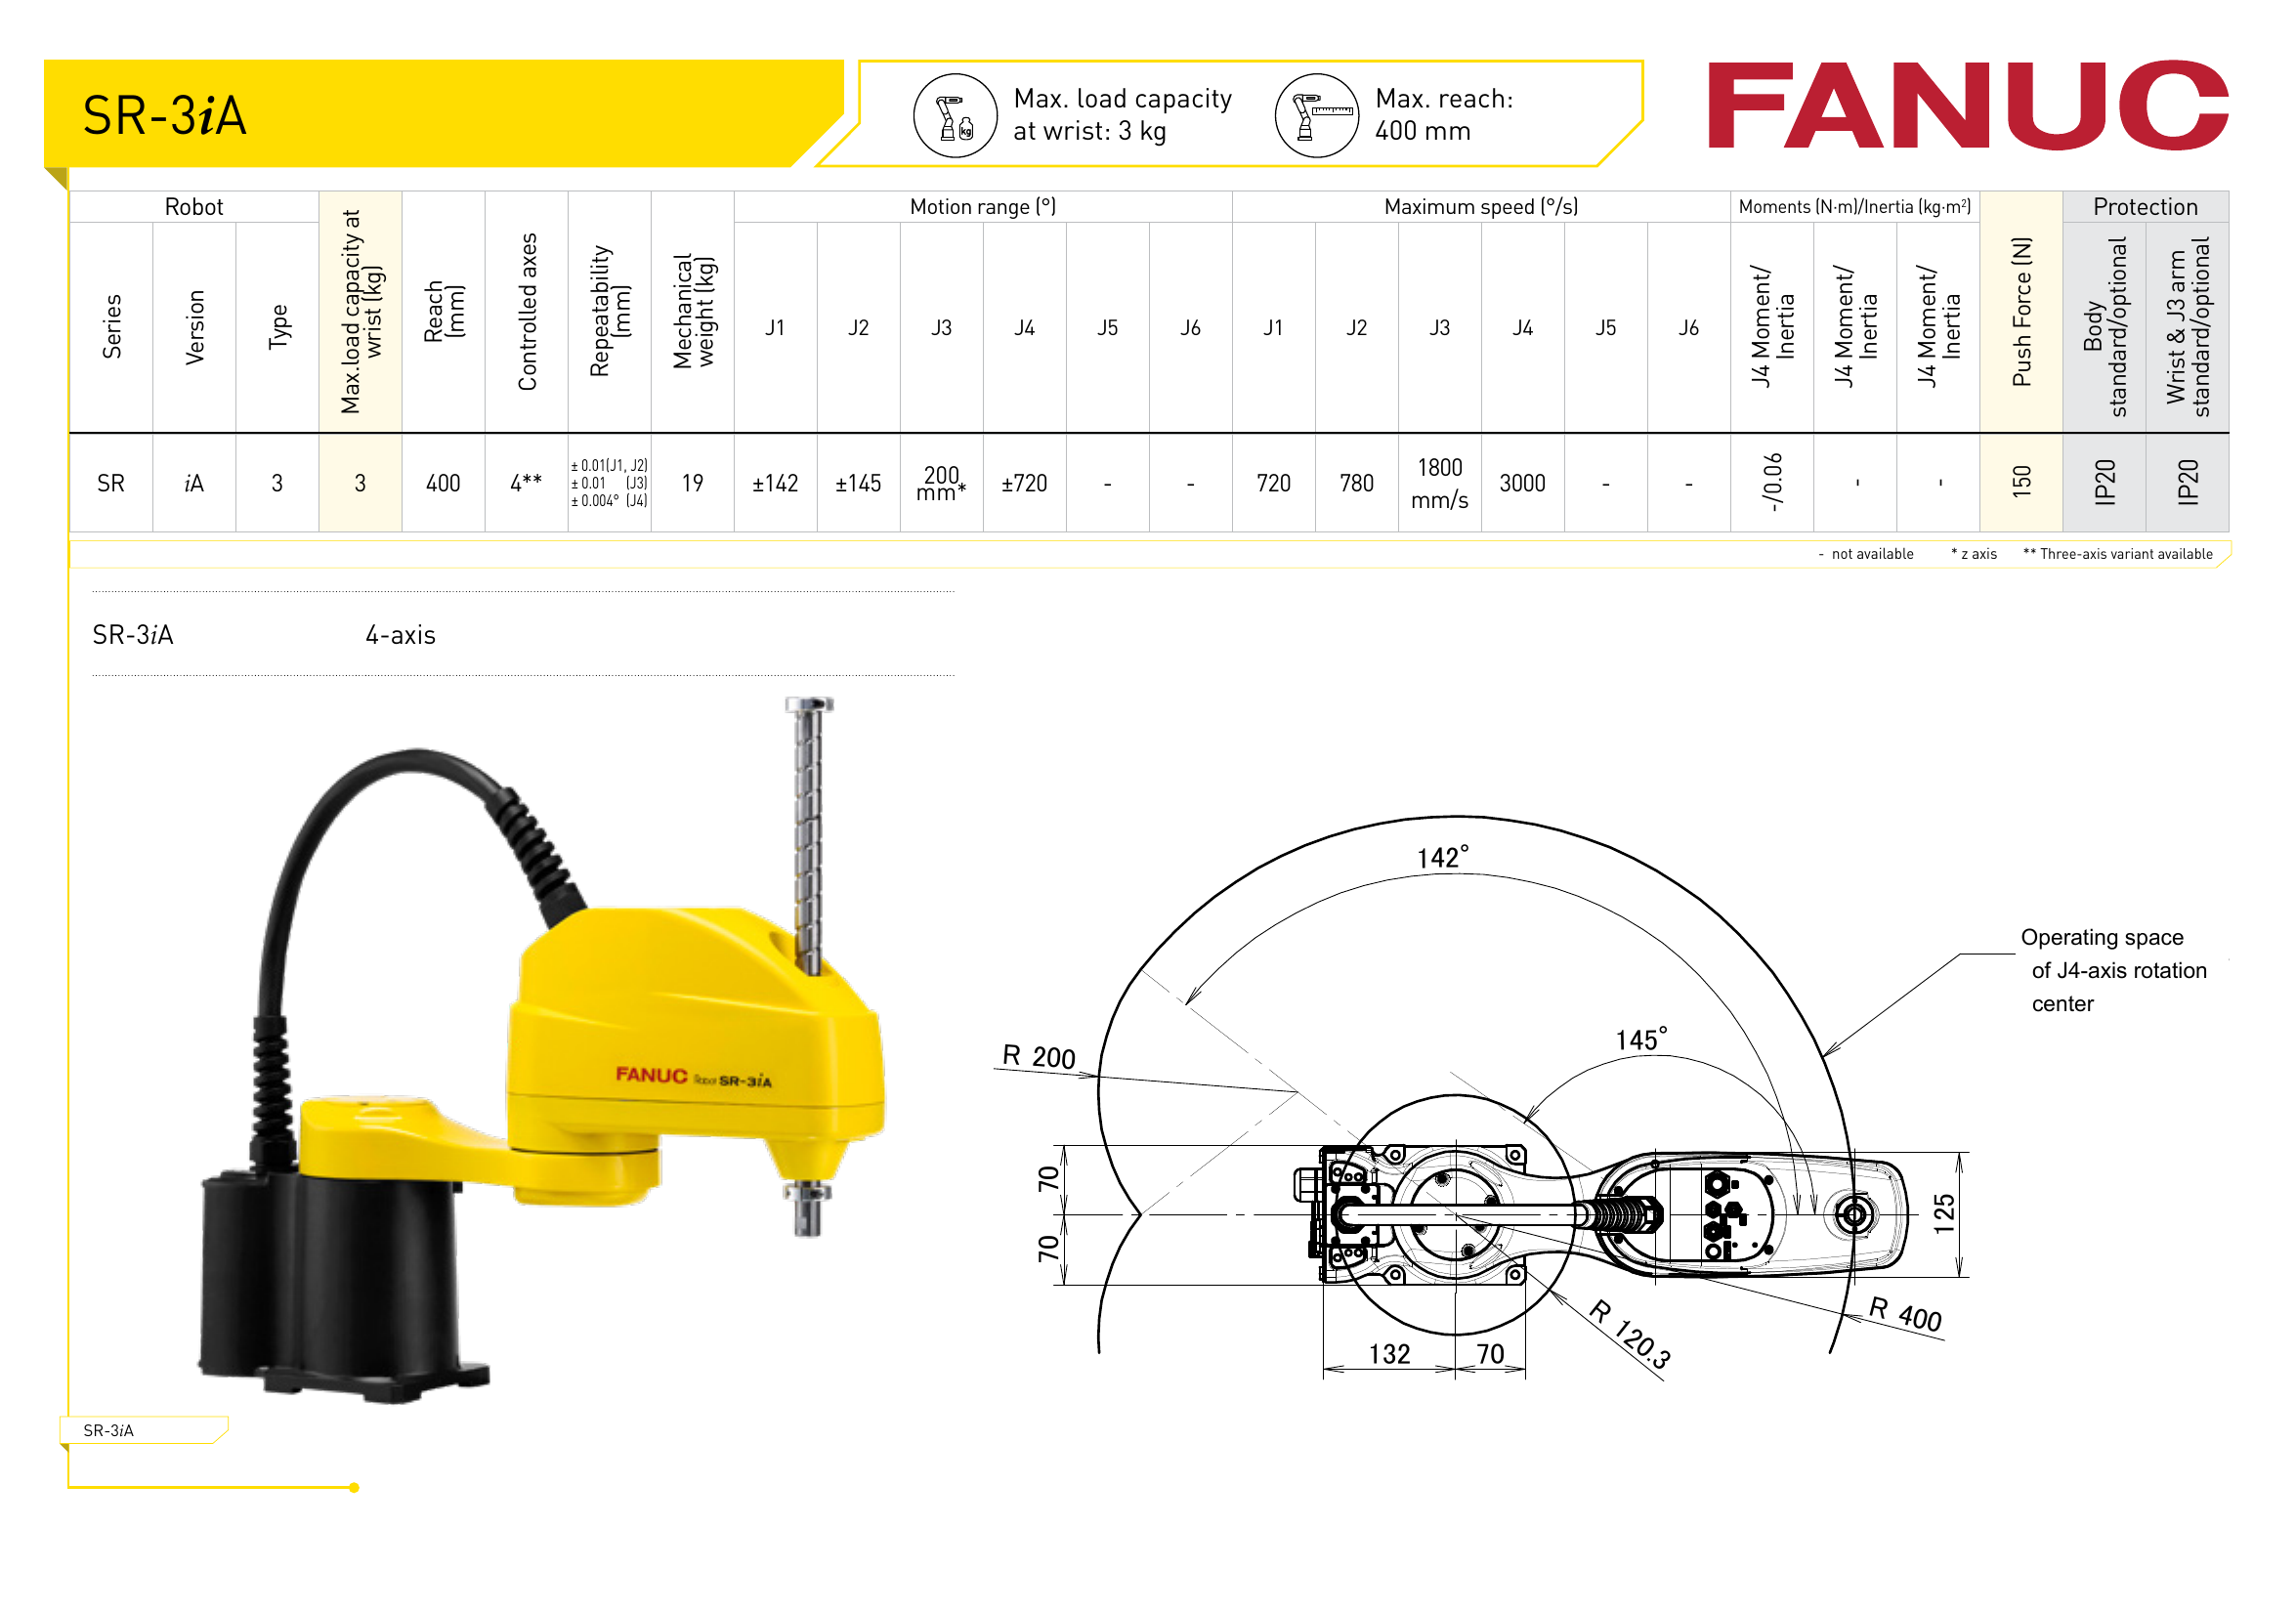 SR-3iA
Max. load capacity
at wrist: 3 kg
Max. reach:
400 mm
FANUC
kg
Robot
Motion range (°)
Maximum speed (°/s)
Moments (N·m)/Inertia (kg·m²)
Protection
Series
Version
Type
Max.load capacity at
wrist (kg)
Reach
(mm)
Controlled axes
Repeatability
(mm)
Mechanical
weight (kg)
J1
J2
J3
J4
J5
J6
J1
J2
J3
J4
J5
J6
J4 Moment/
Inertia
J4 Moment/
Inertia
J4 Moment/
Inertia
Push Force (N)
Body
standard/optional
Wrist & J3 arm
standard/optional
SR
iA
3
3
400
4**
± 0.01(J1, J2)
± 0.01 (J3)
± 0.004° (J4)
19
±142
±145
200
mm*
±720
-
-
720
780
1800
mm/s
3000
-
-
-/0.06
-
-
150
IP20
IP20
- not available * z axis ** Three-axis variant available
SR-3iA 4-axis
FANUC Robot SR-3iA
142°
Operating space
of J4-axis rotation
center
145°
R 200
70
70
125
R 400
R 120.3
132
70
SR-3iA